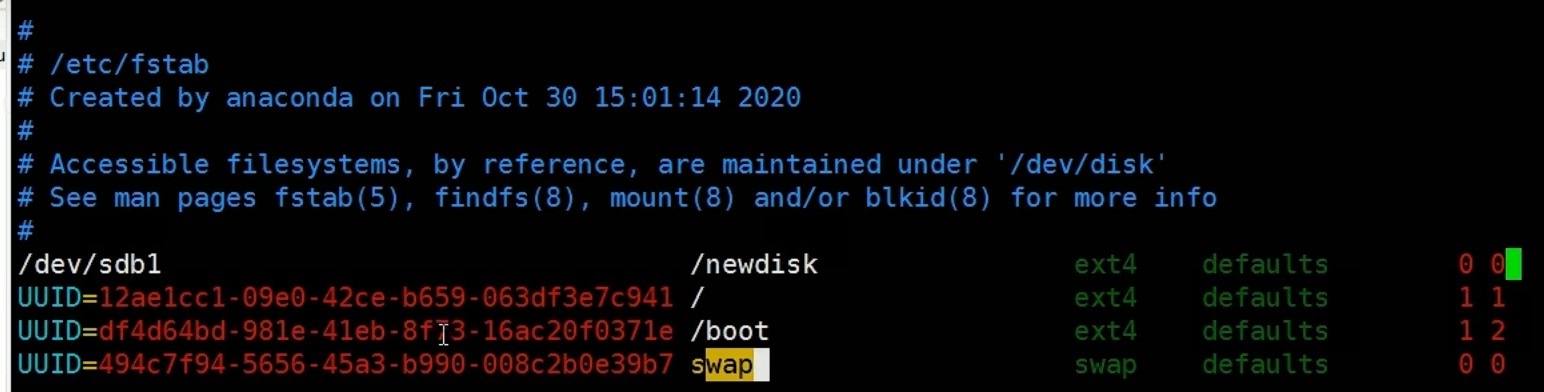 #
# /etc/fstab
# Created by anaconda on Fri Oct 30 15:01:14 2020
#
# Accessible filesystems, by reference, are maintained under '/dev/disk'
# See man pages fstab(5), findfs(8), mount(8) and/or blkid(8) for more info
#
/dev/sdb1 /newdisk ext4 defaults 0 0
UUID=12ae1cc1-09e0-42ce-b659-063df3e7c941 / ext4 defaults 1 1
UUID=df4d64bd-981e-41eb-8f73-16ac20f0371e /boot ext4 defaults 1 2
UUID=494c7f94-5656-45a3-b990-008c2b0e39b7 swap swap defaults 0 0